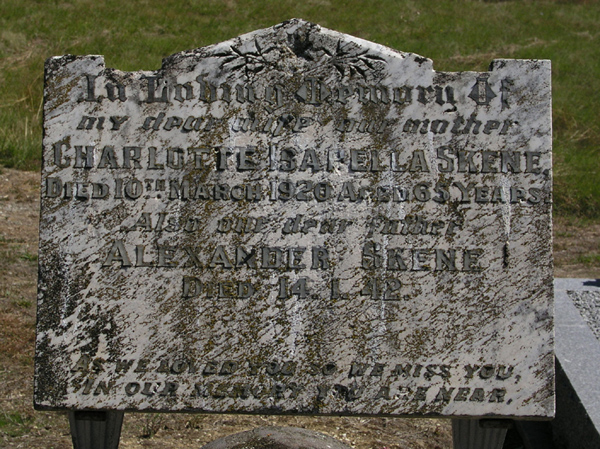 In Loving Memory Of
my dear wife our mother
CHARLOTTE ISABELLA SKENE,
DIED 10TH MARCH 1926 AGED 65 YEARS.
Also our dear father
ALEXANDER SKENE
DIED 14. 1. 42.
AS WE LOVED YOU SO WE MISS YOU,
IN OUR MEMORY YOU ARE NEAR.